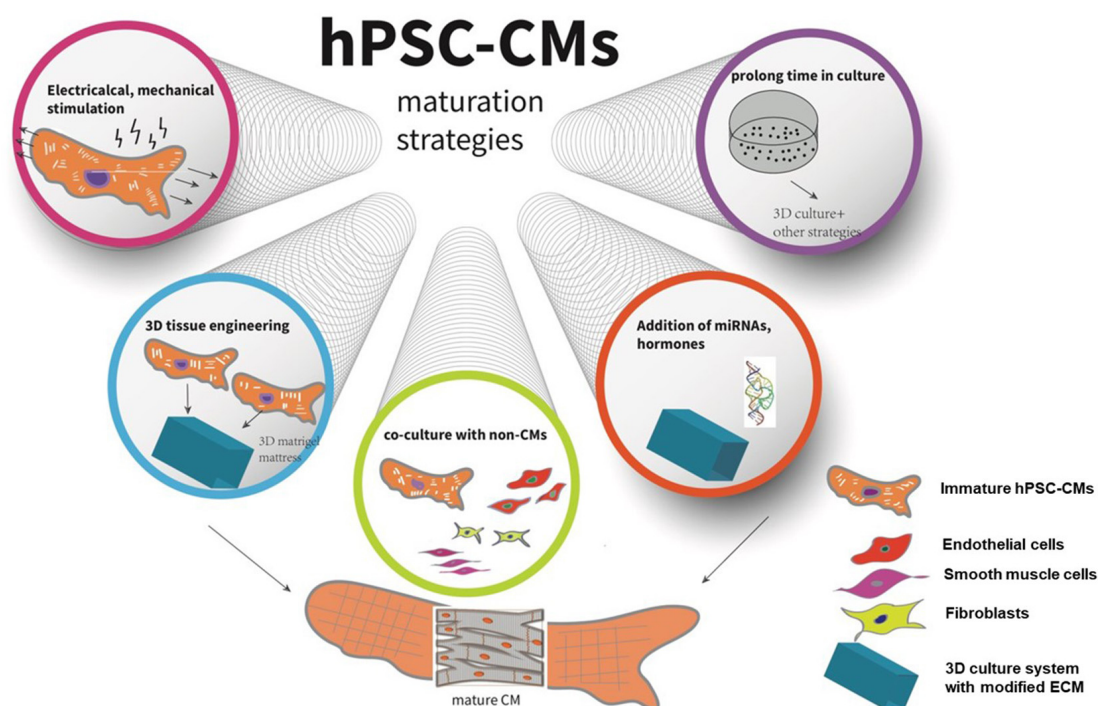 hPSC-CMs
maturation
strategies
Electricalcal, mechanical
stimulation
prolong time in culture
3D culture+
other strategies
3D tissue engineering
3D matrigel
mattress
Addition of miRNAs,
hormones
co-culture with non-CMs
Immature hPSC-CMs
Endothelial cells
Smooth muscle cells
Fibroblasts
3D culture system
with modified ECM
mature CM